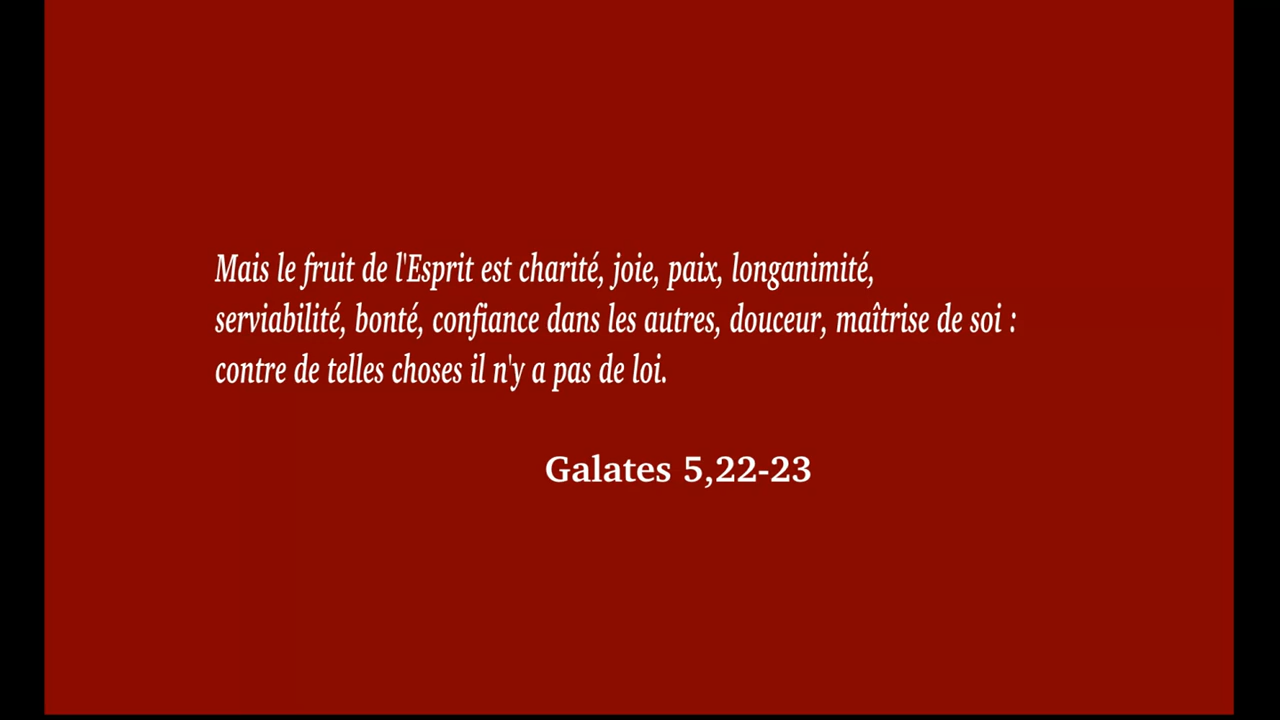 Mais le fruit de l'Esprit est charité, joie, paix, longanimité,
serviabilité, bonté, confiance dans les autres, douceur, maîtrise de soi :
contre de telles choses il n'y a pas de loi.
Galates 5,22-23